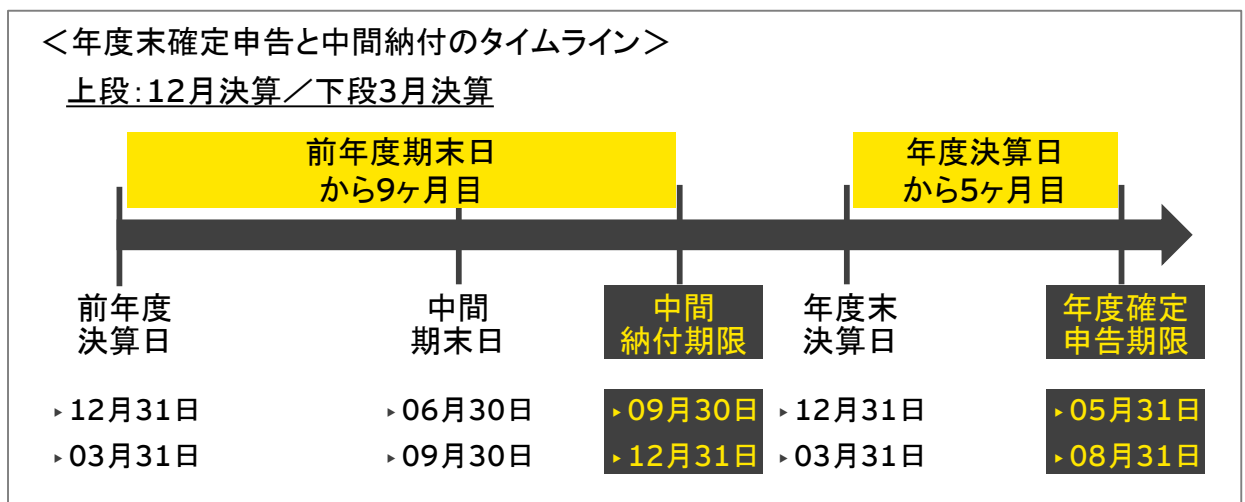 ＜年度末確定申告と中間納付のタイムライン＞
上段：12月決算／下段3月決算
前年度期末日
から9ヶ月目
年度決算日
から5ヶ月目
前年度
決算日
中間
期末日
中間
納付期限
年度末
決算日
年度確定
申告期限
▸12月31日 ▸06月30日 ▸09月30日 ▸12月31日 ▸05月31日
▸03月31日 ▸09月30日 ▸12月31日 ▸03月31日 ▸08月31日